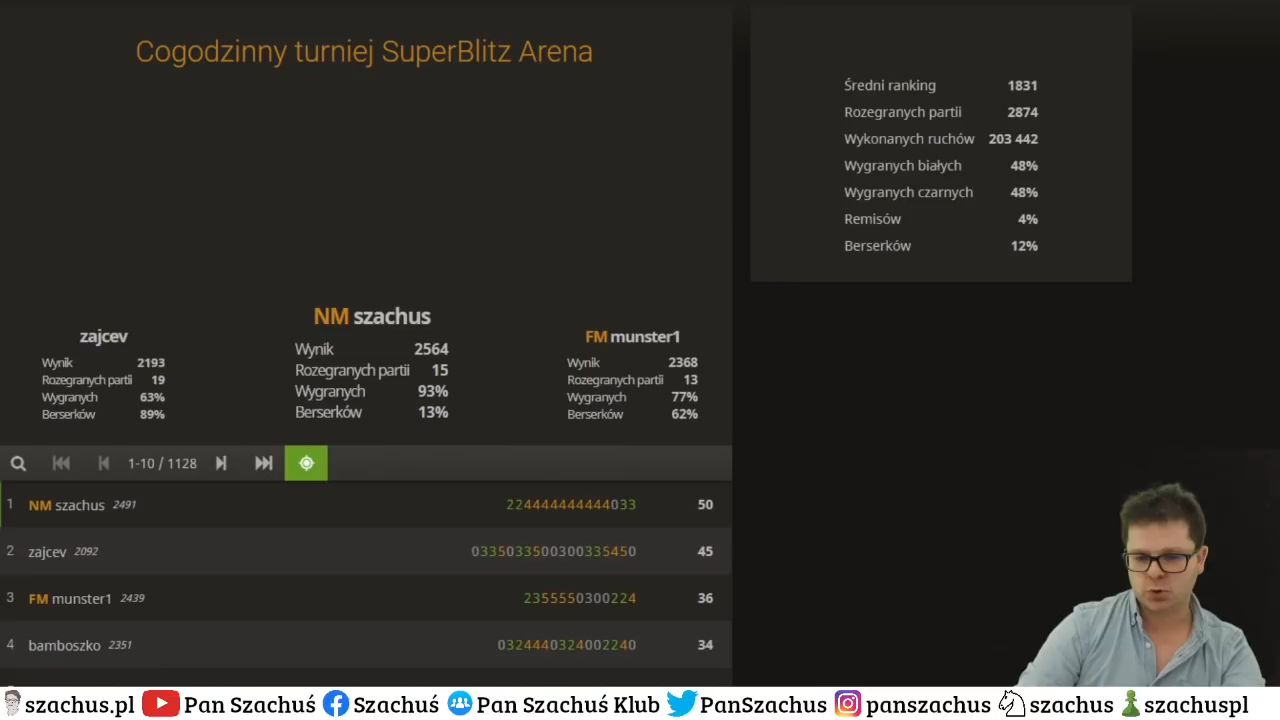 Cogodzinny turniej SuperBlitz Arena
Średni ranking 1831
Rozegranych partii 2874
Wykonanych ruchów 203 442
Wygranych białych 48%
Wygranych czarnych 48%
Remisów 4%
Berserków 12%
zajcev
Wynik 2193
Rozegranych partii 19
Wygranych 63%
Berserków 89%
NM szachus
Wynik 2564
Rozegranych partii 15
Wygranych 93%
Berserków 13%
FM munster1
Wynik 2368
Rozegranych partii 13
Wygranych 77%
Berserków 62%
1-10 / 1128
1 NM szachus 2491 224444444444033 50
2 zajcev 2092 0335033500300335450 45
3 FM munster1 2439 2355550300224 36
4 bamboszko 2351 0324440324002240 34
szachus.pl Pan Szachuś Szachuś Pan Szachuś Klub PanSzachus panszachus szachus szachuspl